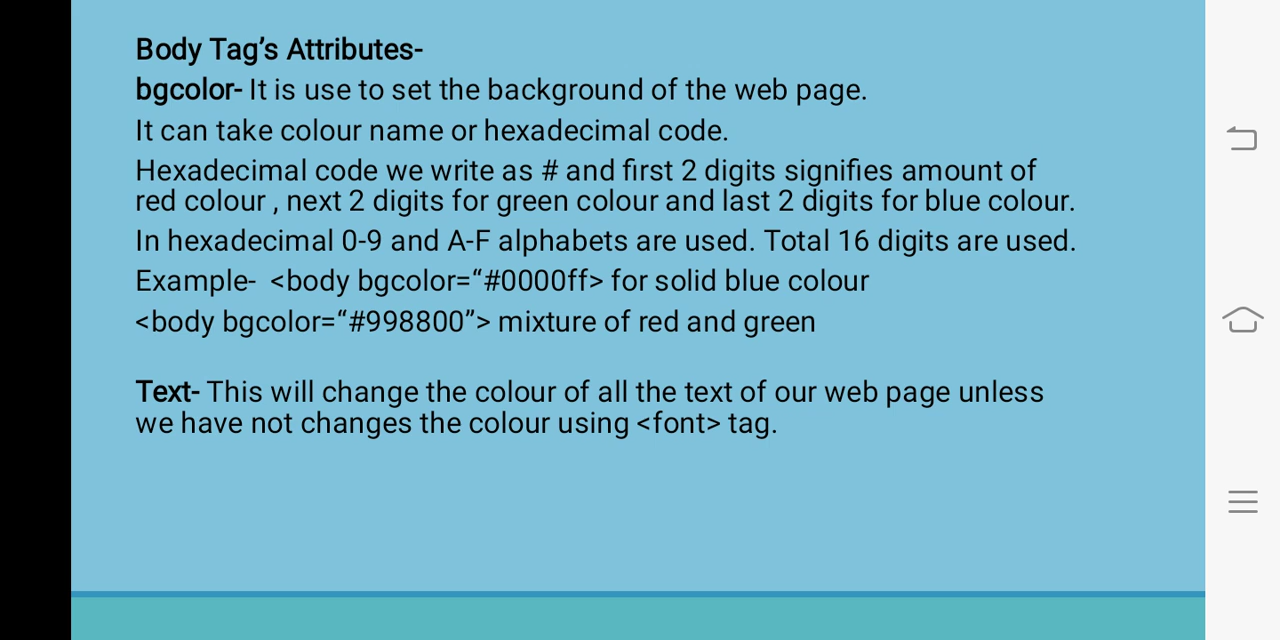 Body Tag’s Attributes-
bgcolor- It is use to set the background of the web page.
It can take colour name or hexadecimal code.
Hexadecimal code we write as # and first 2 digits signifies amount of
red colour , next 2 digits for green colour and last 2 digits for blue colour.
In hexadecimal 0-9 and A-F alphabets are used. Total 16 digits are used.
Example-  <body bgcolor=“#0000ff> for solid blue colour
<body bgcolor=“#998800”> mixture of red and green
Text- This will change the colour of all the text of our web page unless
we have not changes the colour using <font> tag.